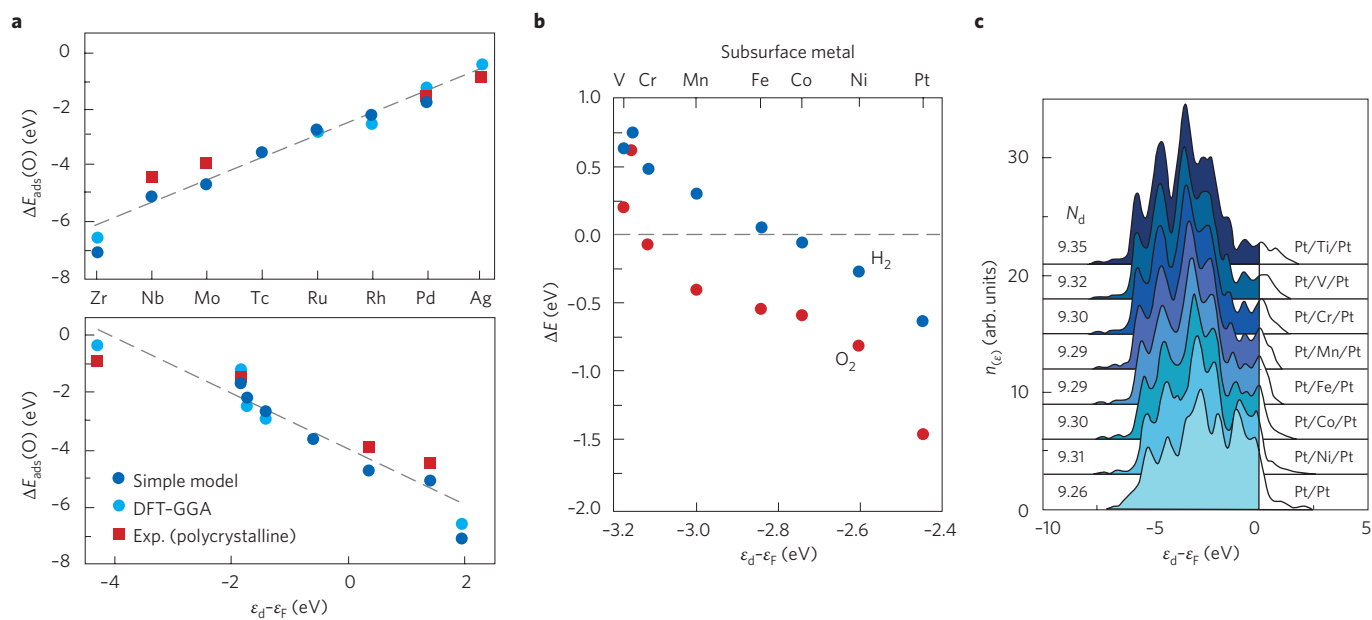 a
ΔE_ads(O) (eV)
0
−2
−4
−6
−8
Zr Nb Mo Tc Ru Rh Pd Ag
ΔE_ads(O) (eV)
0
−2
−4
−6
−8
Simple model
DFT–GGA
Exp. (polycrystalline)
−4 −2 0 2
ε_d–ε_F (eV)
b
Subsurface metal
V Cr Mn Fe Co Ni Pt
ΔE (eV)
1.0
0.5
0.0
-0.5
-1.0
-1.5
-2.0
H₂
O₂
-3.2 -3.0 -2.8 -2.6 -2.4
ε_d–ε_F (eV)
c
n_(ε) (arb. units)
30
20
10
0
N_d
9.35 Pt/Ti/Pt
9.32 Pt/V/Pt
9.30 Pt/Cr/Pt
9.29 Pt/Mn/Pt
9.29 Pt/Fe/Pt
9.30 Pt/Co/Pt
9.31 Pt/Ni/Pt
9.26 Pt/Pt
−10 −5 0 5
ε_d–ε_F (eV)